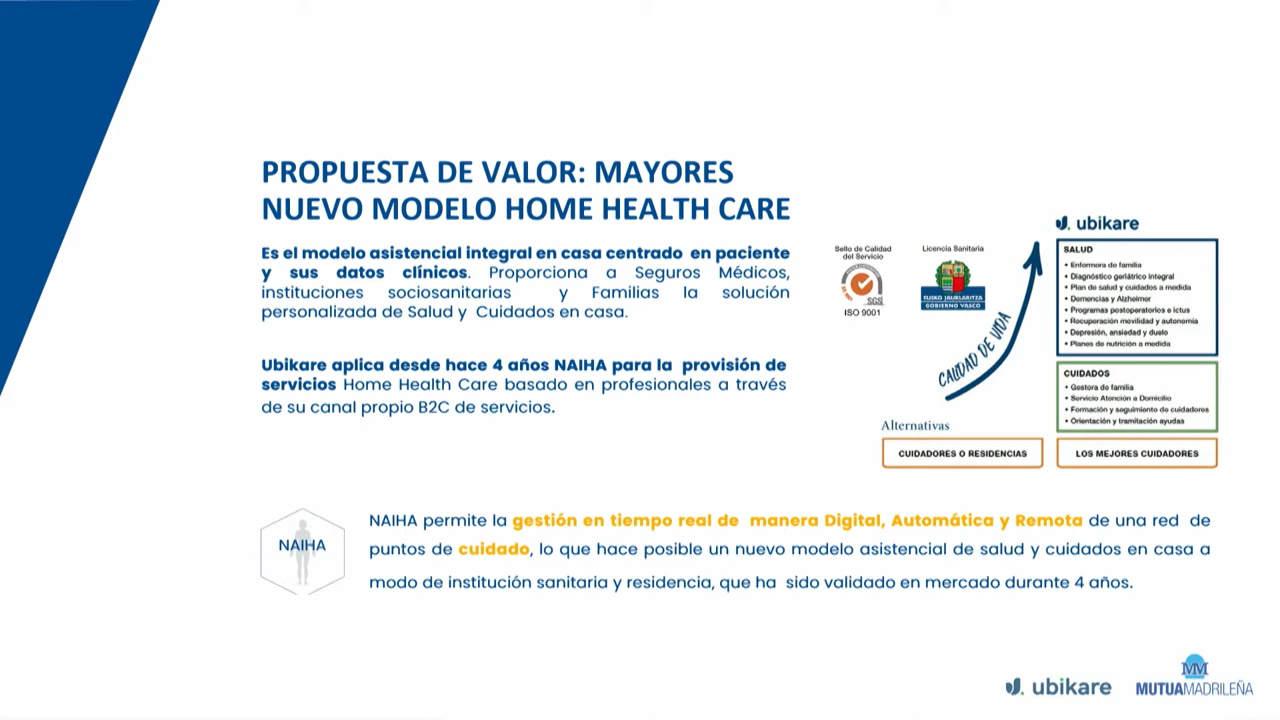 PROPUESTA DE VALOR: MAYORES
NUEVO MODELO HOME HEALTH CARE
Es el modelo asistencial integral en casa centrado en paciente
y sus datos clínicos. Proporciona a Seguros Médicos,
instituciones sociosanitarias y Familias la solución
personalizada de Salud y Cuidados en casa.
Ubikare aplica desde hace 4 años NAIHA para la provisión de
servicios Home Health Care basado en profesionales a través
de su canal propio B2C de servicios.
Sello de Calidad
del Servicio
SGS
ISO 9001
Licencia Sanitaria
EUSKO JAURLARITZA
GOBIERNO VASCO
CALIDAD DE VIDA
Alternativas
CUIDADORES O RESIDENCIAS
ubikare
SALUD
• Enfermera de familia
• Diagnóstico geriátrico integral
• Plan de salud y cuidados a medida
• Demencias y Alzheimer
• Programas postoperatorios e ictus
• Recuperación movilidad y autonomía
• Depresión, ansiedad y duelo
• Planes de nutrición a medida
CUIDADOS
• Gestora de familia
• Servicio Atención a Domicilio
• Formación y seguimiento de cuidadores
• Orientación y tramitación ayudas
LOS MEJORES CUIDADORES
NAIHA
NAIHA permite la gestión en tiempo real de manera Digital, Automática y Remota de una red de
puntos de cuidado, lo que hace posible un nuevo modelo asistencial de salud y cuidados en casa a
modo de institución sanitaria y residencia, que ha sido validado en mercado durante 4 años.
ubikare
MM
MUTUAMADRILEÑA